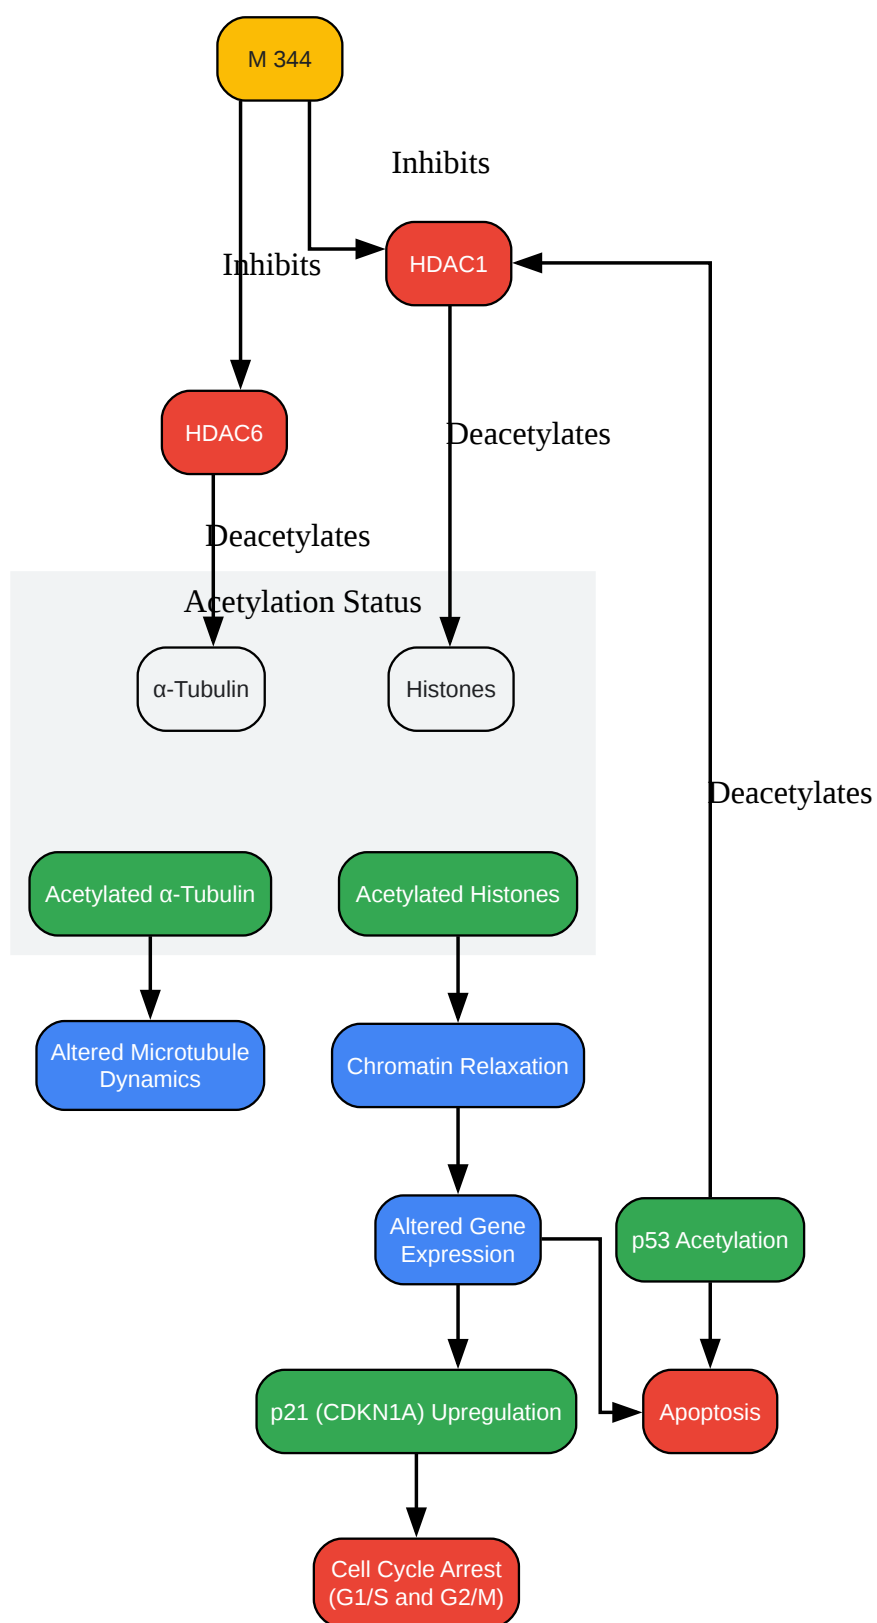 M 344
Inhibits
Inhibits
HDAC1
HDAC6
Deacetylates
Deacetylates
Acetylation Status
α-Tubulin
Histones
Deacetylates
Acetylated α-Tubulin
Acetylated Histones
Altered Microtubule
Dynamics
Chromatin Relaxation
Altered Gene
Expression
p53 Acetylation
p21 (CDKN1A) Upregulation
Apoptosis
Cell Cycle Arrest
(G1/S and G2/M)